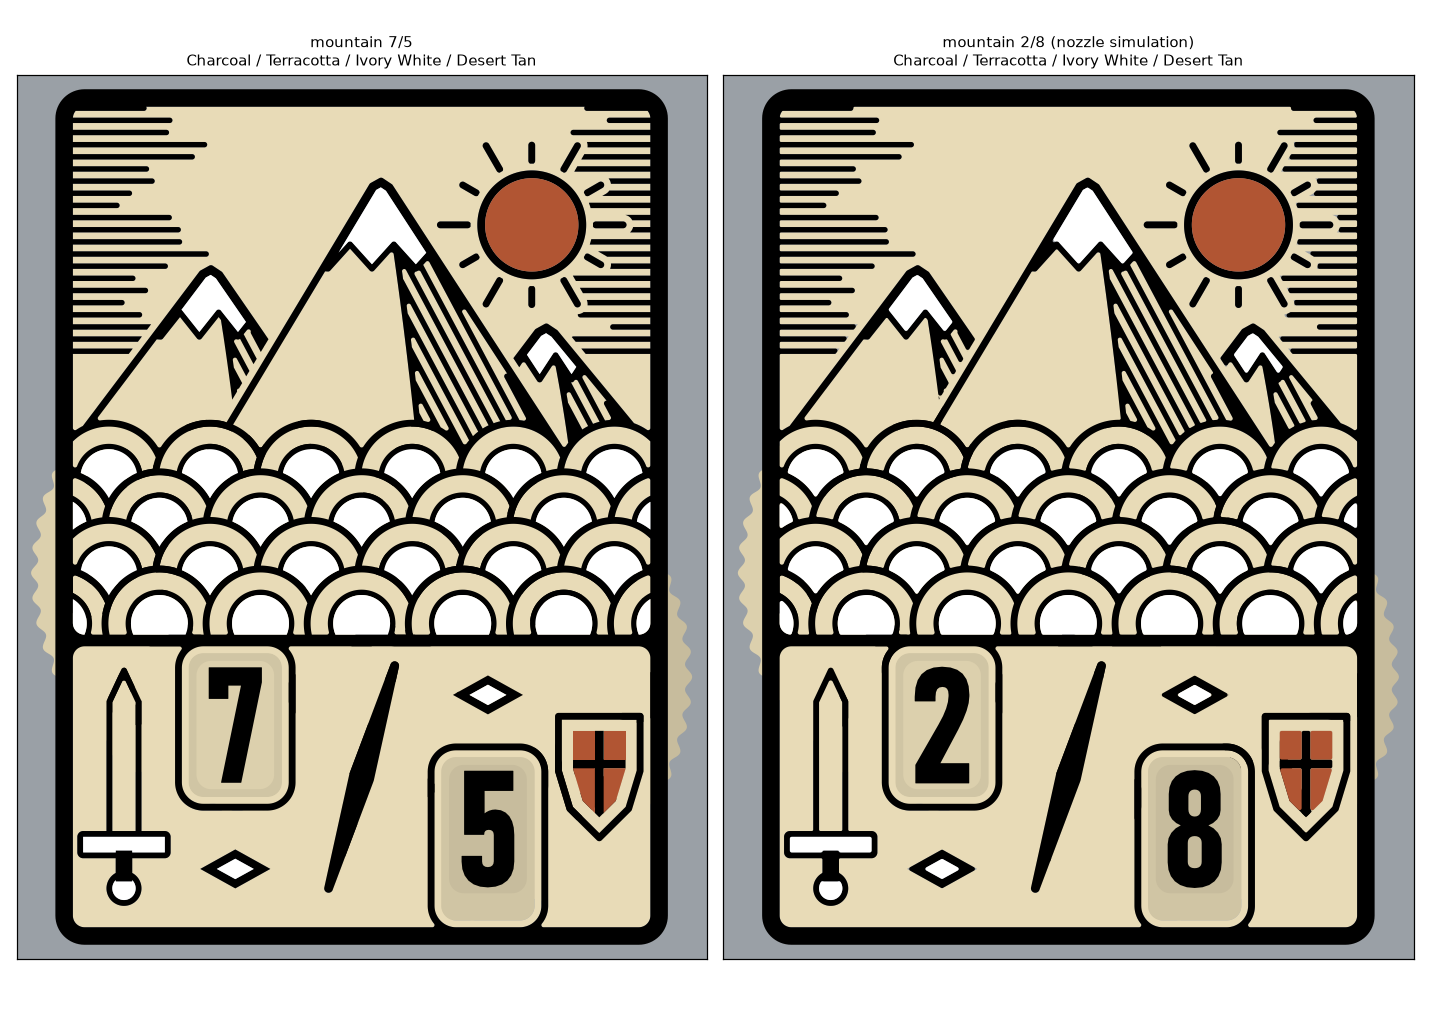 mountain 7/5
Charcoal / Terracotta / Ivory White / Desert Tan
7
5
mountain 2/8 (nozzle simulation)
Charcoal / Terracotta / Ivory White / Desert Tan
2
8